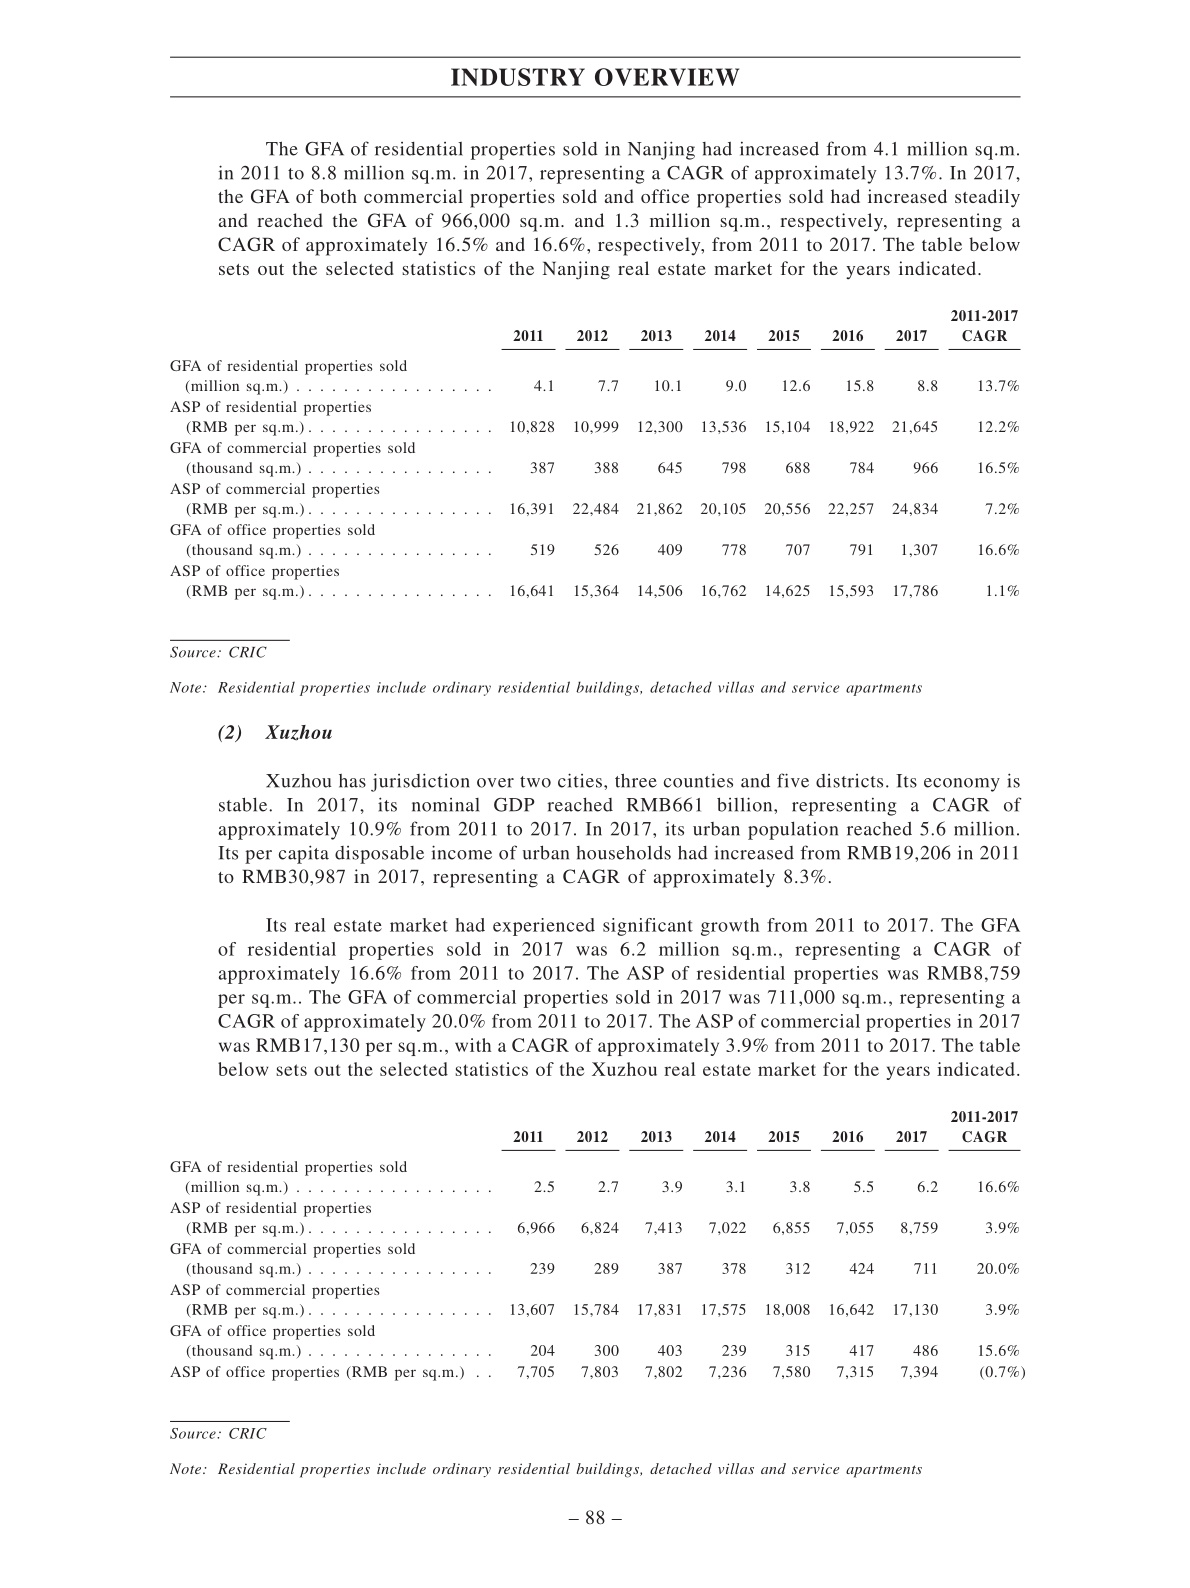 INDUSTRY OVERVIEW
The GFA of residential properties sold in Nanjing had increased from 4.1 million sq.m.
in 2011 to 8.8 million sq.m. in 2017, representing a CAGR of approximately 13.7%. In 2017,
the GFA of both commercial properties sold and office properties sold had increased steadily
and reached the GFA of 966,000 sq.m. and 1.3 million sq.m., respectively, representing a
CAGR of approximately 16.5% and 16.6%, respectively, from 2011 to 2017. The table below
sets out the selected statistics of the Nanjing real estate market for the years indicated.
2011-2017
2011 2012 2013 2014 2015 2016 2017 CAGR
GFA of residential properties sold
(million sq.m.) . . . . . . . . . . . . . . . . . 4.1 7.7 10.1 9.0 12.6 15.8 8.8 13.7%
ASP of residential properties
(RMB per sq.m.). . . . . . . . . . . . . . . . 10,828 10,999 12,300 13,536 15,104 18,922 21,645 12.2%
GFA of commercial properties sold
(thousand sq.m.) . . . . . . . . . . . . . . . . 387 388 645 798 688 784 966 16.5%
ASP of commercial properties
(RMB per sq.m.). . . . . . . . . . . . . . . . 16,391 22,484 21,862 20,105 20,556 22,257 24,834 7.2%
GFA of office properties sold
(thousand sq.m.) . . . . . . . . . . . . . . . . 519 526 409 778 707 791 1,307 16.6%
ASP of office properties
(RMB per sq.m.). . . . . . . . . . . . . . . . 16,641 15,364 14,506 16,762 14,625 15,593 17,786 1.1%
Source: CRIC
Note: Residential properties include ordinary residential buildings, detached villas and service apartments
(2) Xuzhou
Xuzhou has jurisdiction over two cities, three counties and five districts. Its economy is
stable. In 2017, its nominal GDP reached RMB661 billion, representing a CAGR of
approximately 10.9% from 2011 to 2017. In 2017, its urban population reached 5.6 million.
Its per capita disposable income of urban households had increased from RMB19,206 in 2011
to RMB30,987 in 2017, representing a CAGR of approximately 8.3%.
Its real estate market had experienced significant growth from 2011 to 2017. The GFA
of residential properties sold in 2017 was 6.2 million sq.m., representing a CAGR of
approximately 16.6% from 2011 to 2017. The ASP of residential properties was RMB8,759
per sq.m.. The GFA of commercial properties sold in 2017 was 711,000 sq.m., representing a
CAGR of approximately 20.0% from 2011 to 2017. The ASP of commercial properties in 2017
was RMB17,130 per sq.m., with a CAGR of approximately 3.9% from 2011 to 2017. The table
below sets out the selected statistics of the Xuzhou real estate market for the years indicated.
2011-2017
2011 2012 2013 2014 2015 2016 2017 CAGR
GFA of residential properties sold
(million sq.m.) . . . . . . . . . . . . . . . . . 2.5 2.7 3.9 3.1 3.8 5.5 6.2 16.6%
ASP of residential properties
(RMB per sq.m.). . . . . . . . . . . . . . . . 6,966 6,824 7,413 7,022 6,855 7,055 8,759 3.9%
GFA of commercial properties sold
(thousand sq.m.) . . . . . . . . . . . . . . . . 239 289 387 378 312 424 711 20.0%
ASP of commercial properties
(RMB per sq.m.). . . . . . . . . . . . . . . . 13,607 15,784 17,831 17,575 18,008 16,642 17,130 3.9%
GFA of office properties sold
(thousand sq.m.) . . . . . . . . . . . . . . . . 204 300 403 239 315 417 486 15.6%
ASP of office properties (RMB per sq.m.) . . 7,705 7,803 7,802 7,236 7,580 7,315 7,394 (0.7%)
Source: CRIC
Note: Residential properties include ordinary residential buildings, detached villas and service apartments
– 88 –